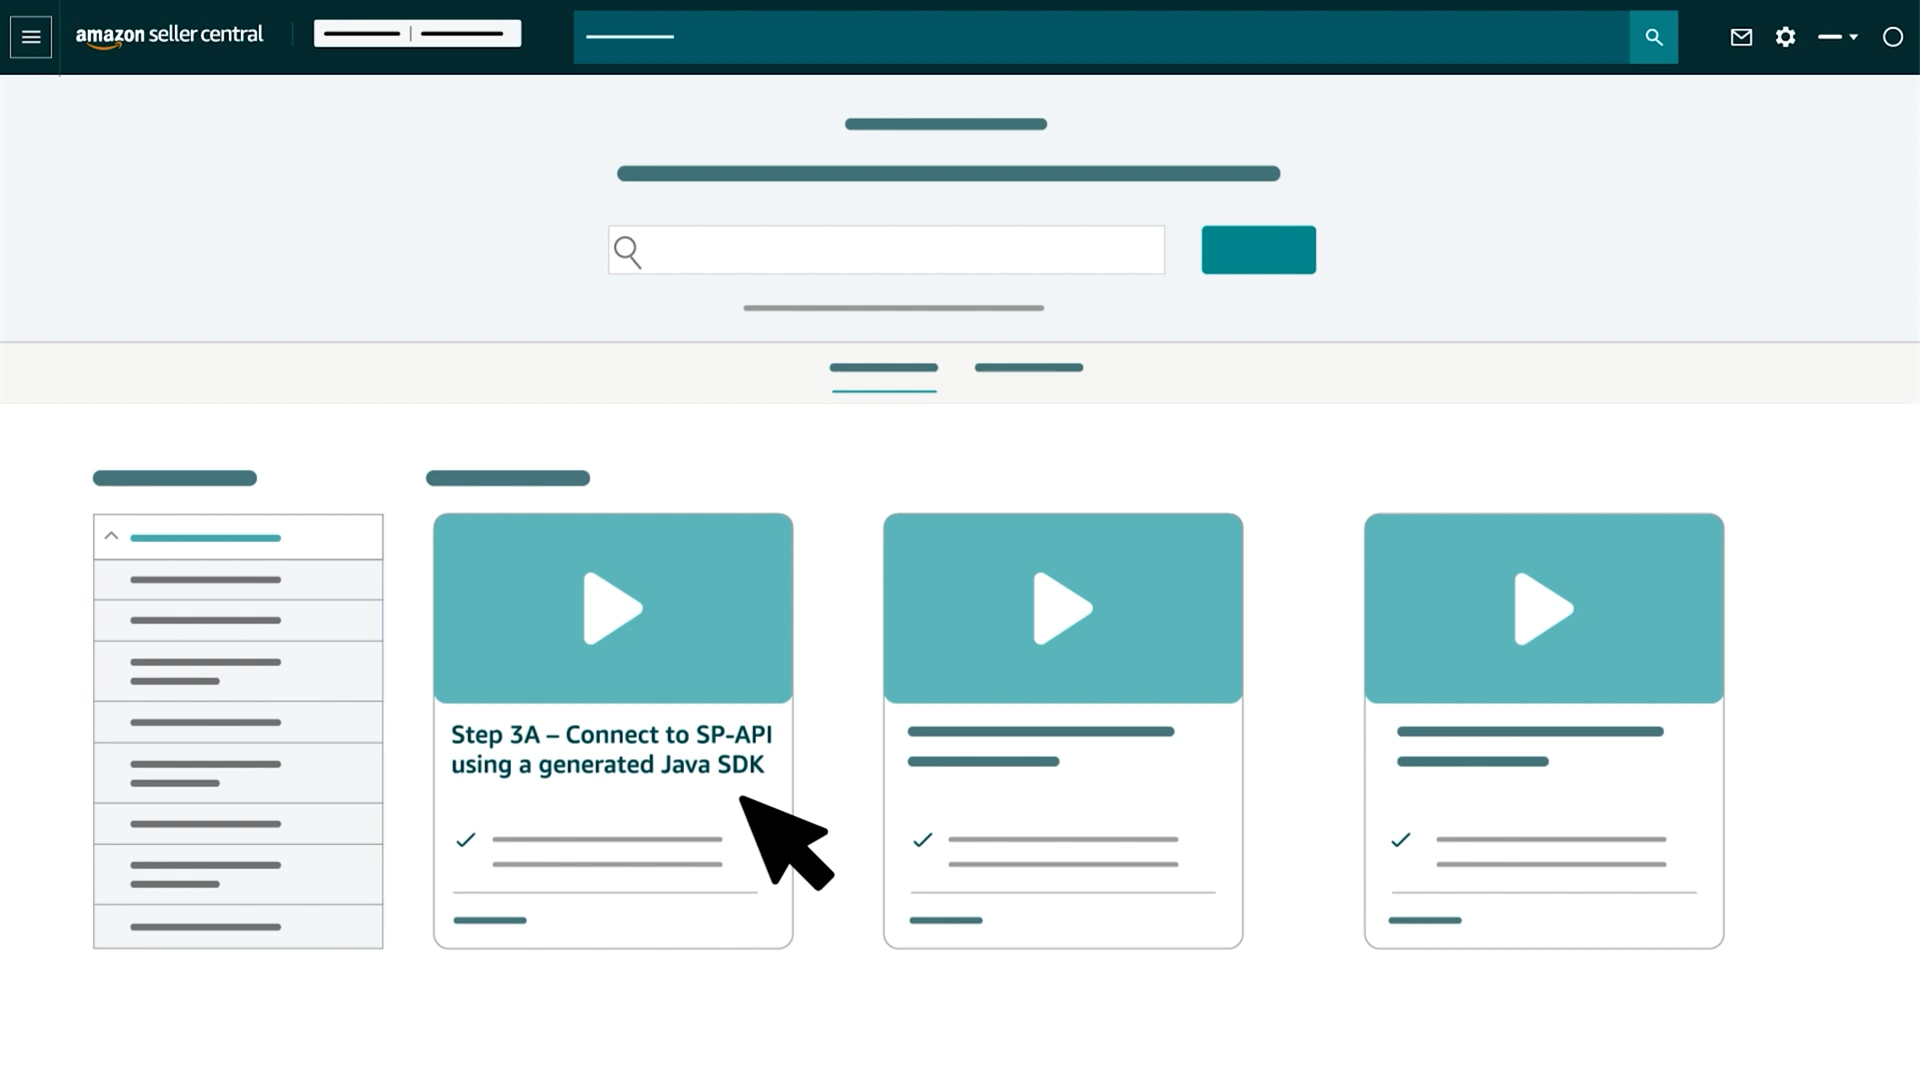 amazon seller central
Step 3A – Connect to SP-API
using a generated Java SDK